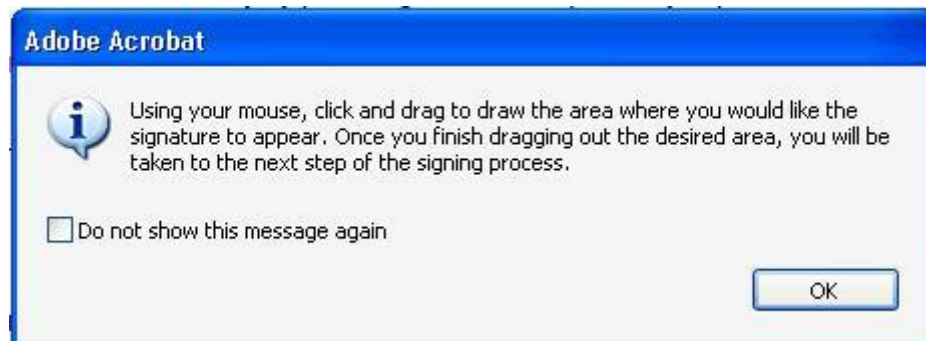 Adobe Acrobat
Using your mouse, click and drag to draw the area where you would like the
signature to appear. Once you finish dragging out the desired area, you will be
taken to the next step of the signing process.
Do not show this message again
OK